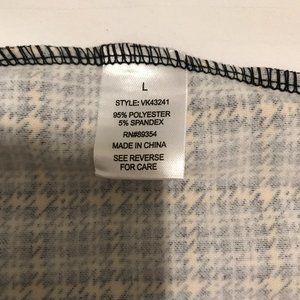 L
STYLE: VK43241
95% POLYESTER
5% SPANDEX
RN#89354
MADE IN CHINA
SEE REVERSE
FOR CARE